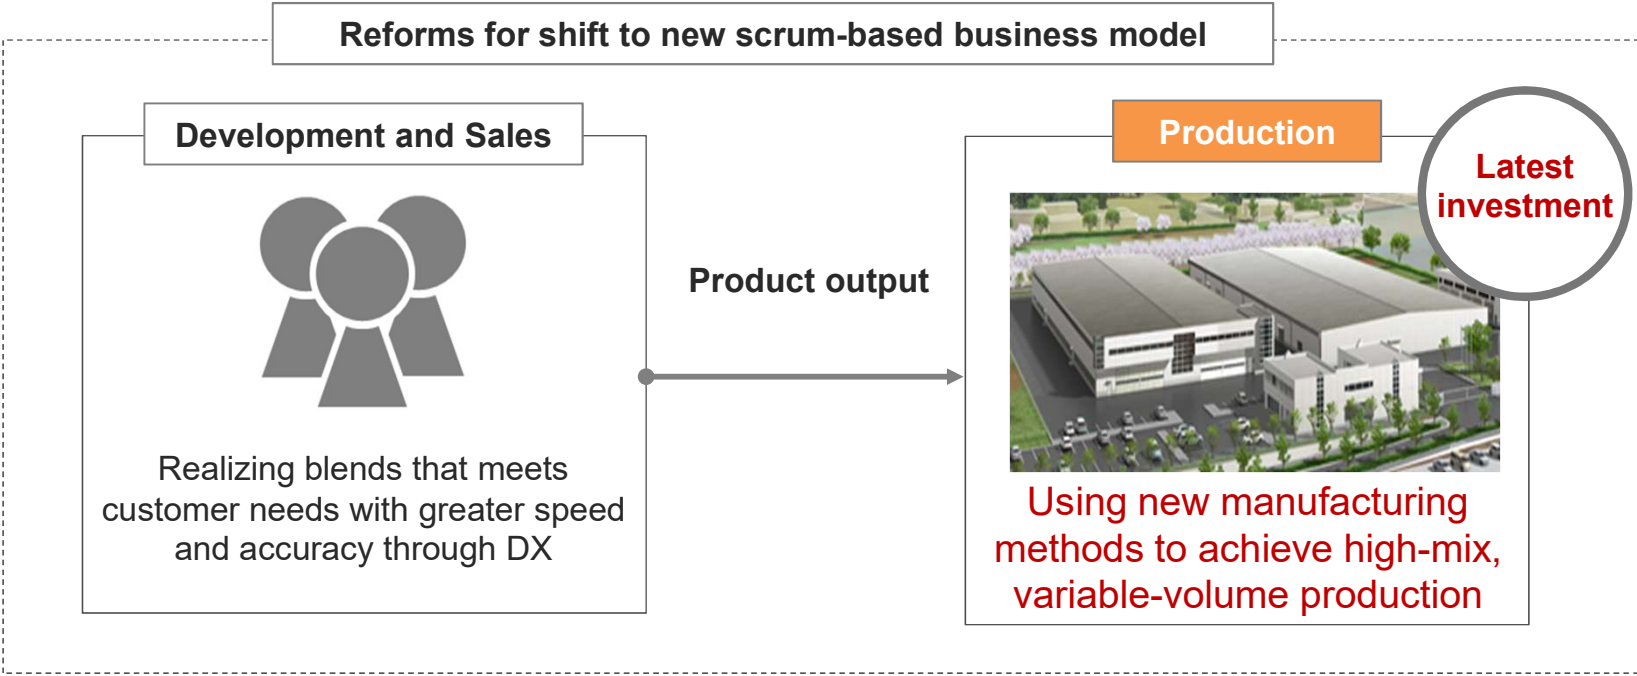 Reforms for shift to new scrum-based business model
Development and Sales
Realizing blends that meets
customer needs with greater speed
and accuracy through DX
Product output
Production
Latest
investment
Using new manufacturing
methods to achieve high-mix,
variable-volume production